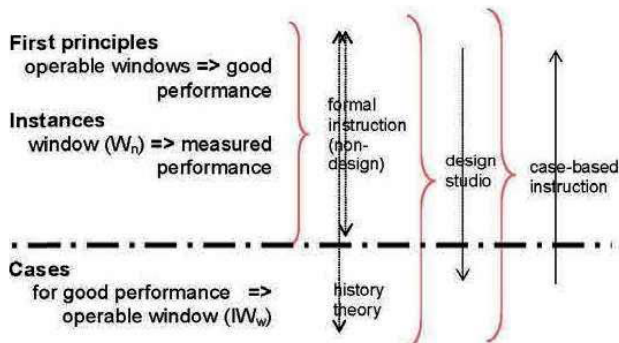 First principles
operable windows => good
performance
Instances
window (Wn) => measured
performance
Cases
for good performance => 
operable window (IWw)
formal
instruction
(non-
design)
history
theory
design
studio
case-based
instruction